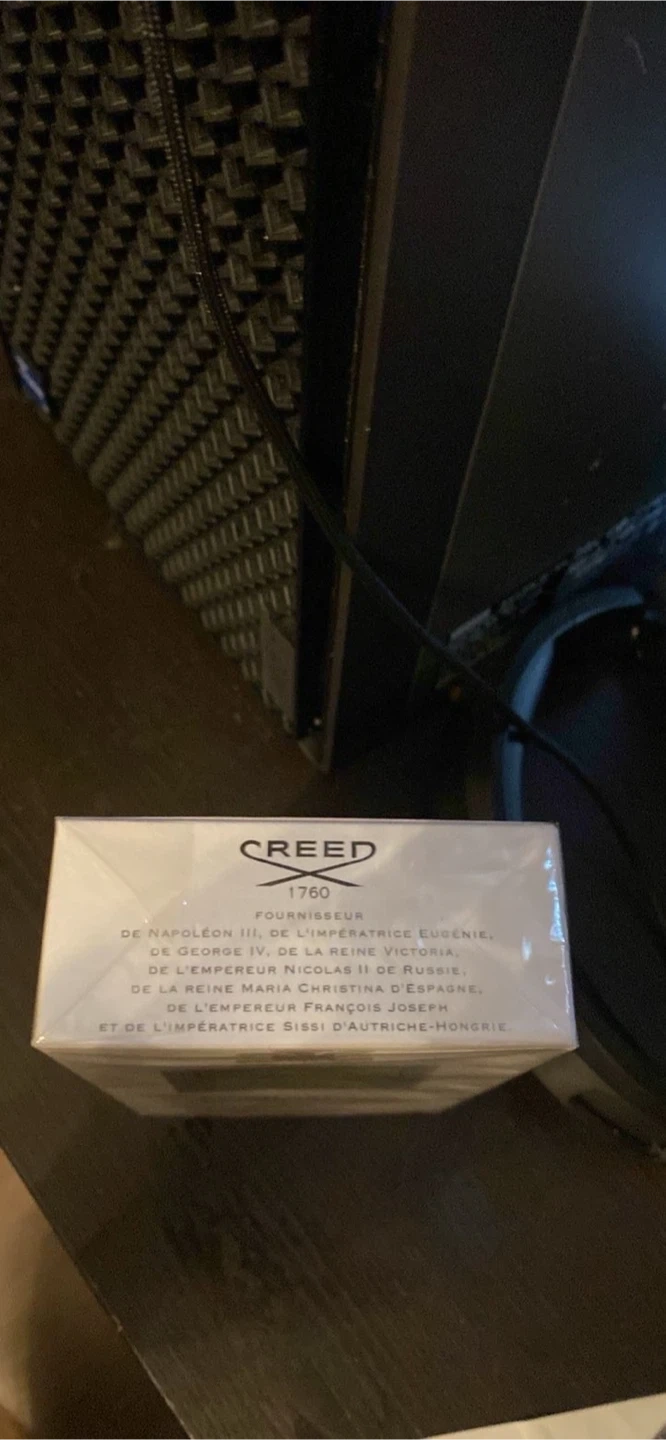 CREED
1760
FOURNISSEUR
DE NAPOLÉON III, DE L'IMPÉRATRICE EUGÉNIE,
DE GEORGE IV, DE LA REINE VICTORIA,
DE L'EMPEREUR NICOLAS II DE RUSSIE,
DE LA REINE MARIA CHRISTINA D'ESPAGNE,
DE L'EMPEREUR FRANÇOIS JOSEPH
ET DE L'IMPÉRATRICE SISSI D'AUTRICHE-HONGRIE.